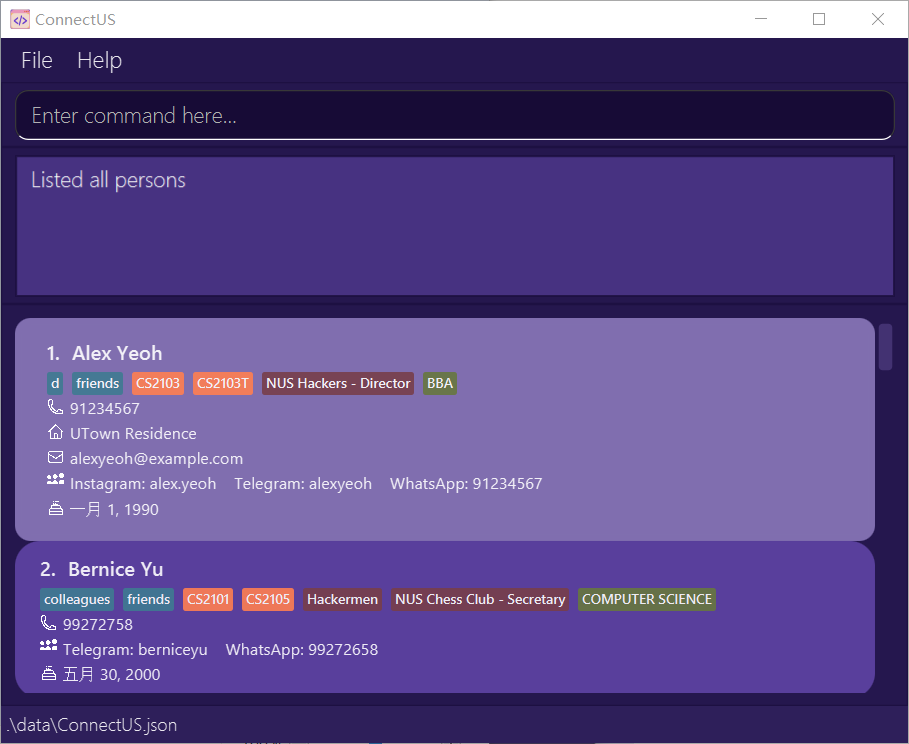 ConnectUS
File Help
Enter command here...
Listed all persons
1. Alex Yeoh
d friends CS2103 CS2103T NUS Hackers - Director BBA
91234567
UTown Residence
alexyeoh@example.com
Instagram: alex.yeoh Telegram: alexyeoh WhatsApp: 91234567
一月 1, 1990
2. Bernice Yu
colleagues friends CS2101 CS2105 Hackermen NUS Chess Club - Secretary COMPUTER SCIENCE
99272758
Telegram: berniceyu WhatsApp: 99272658
五月 30, 2000
.\data\ConnectUS.json